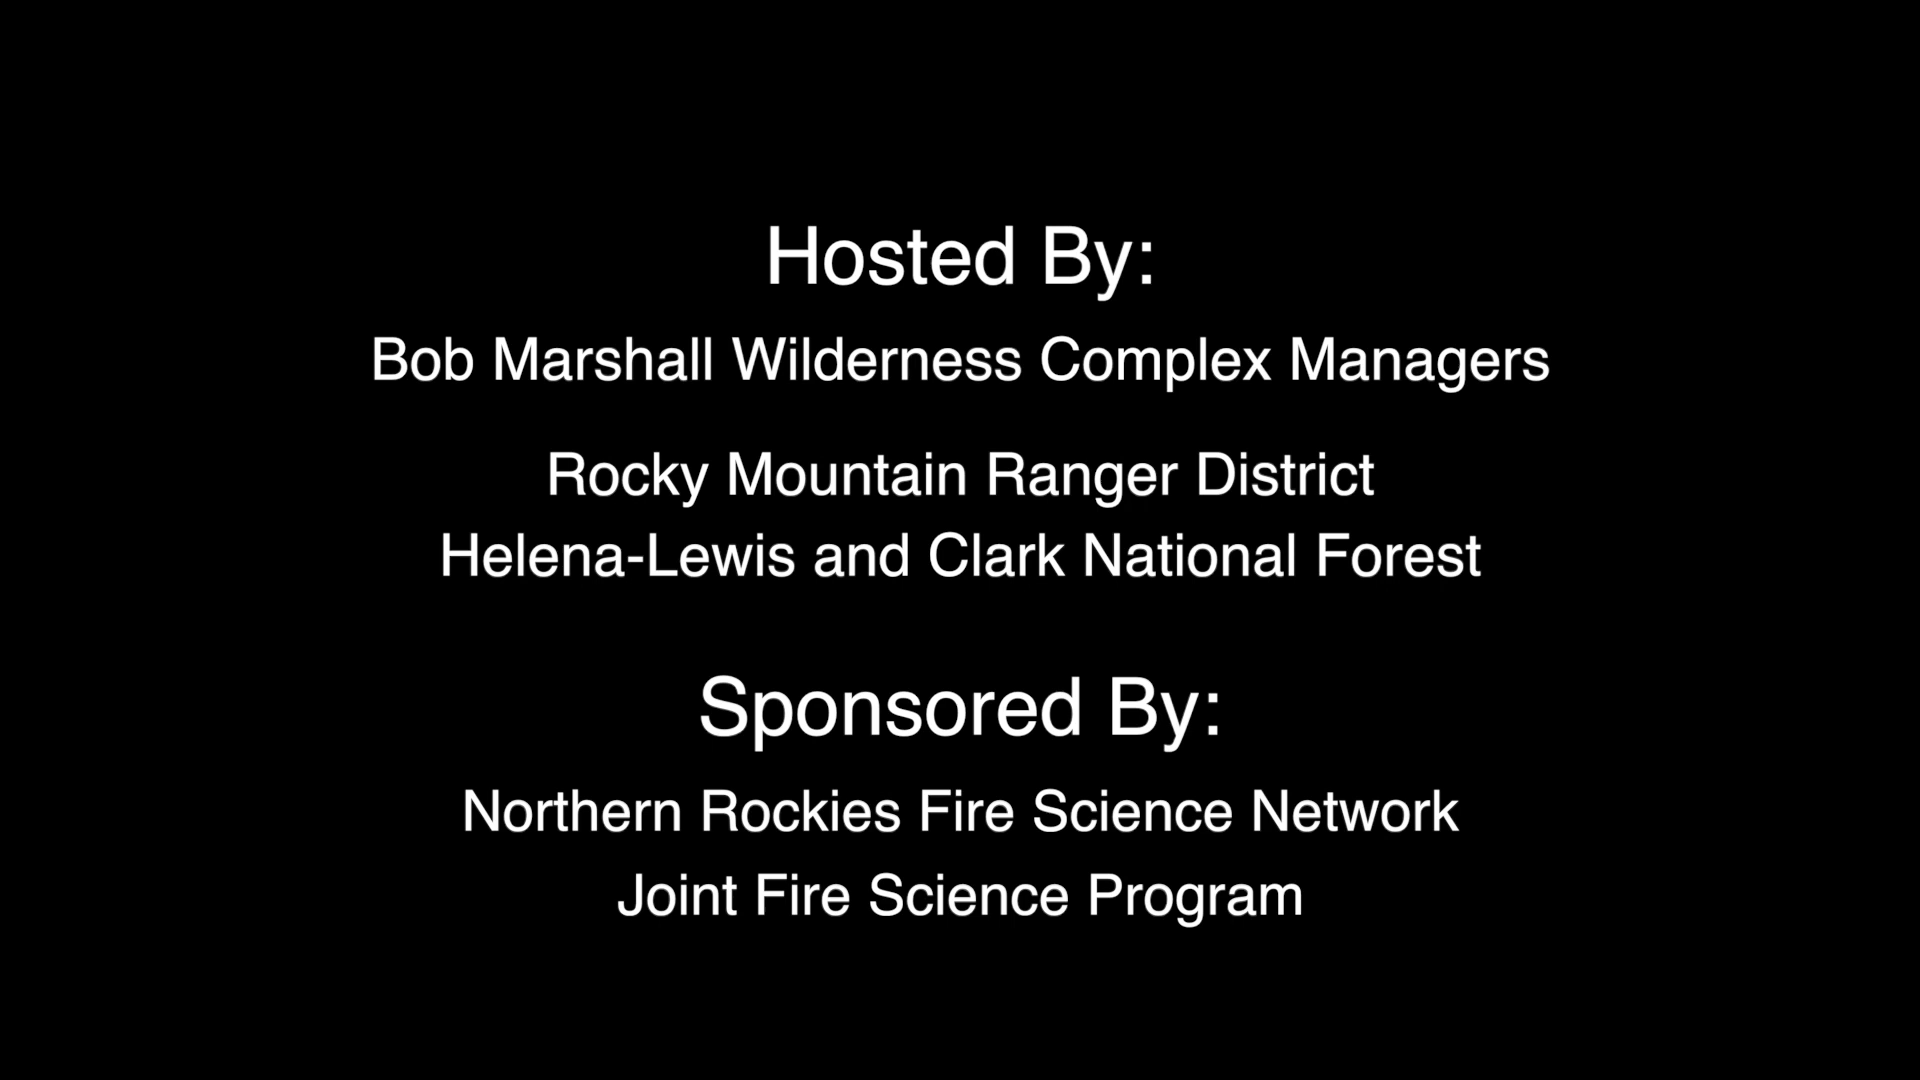 Hosted By:
Bob Marshall Wilderness Complex Managers
Rocky Mountain Ranger District
Helena-Lewis and Clark National Forest
Sponsored By:
Northern Rockies Fire Science Network
Joint Fire Science Program